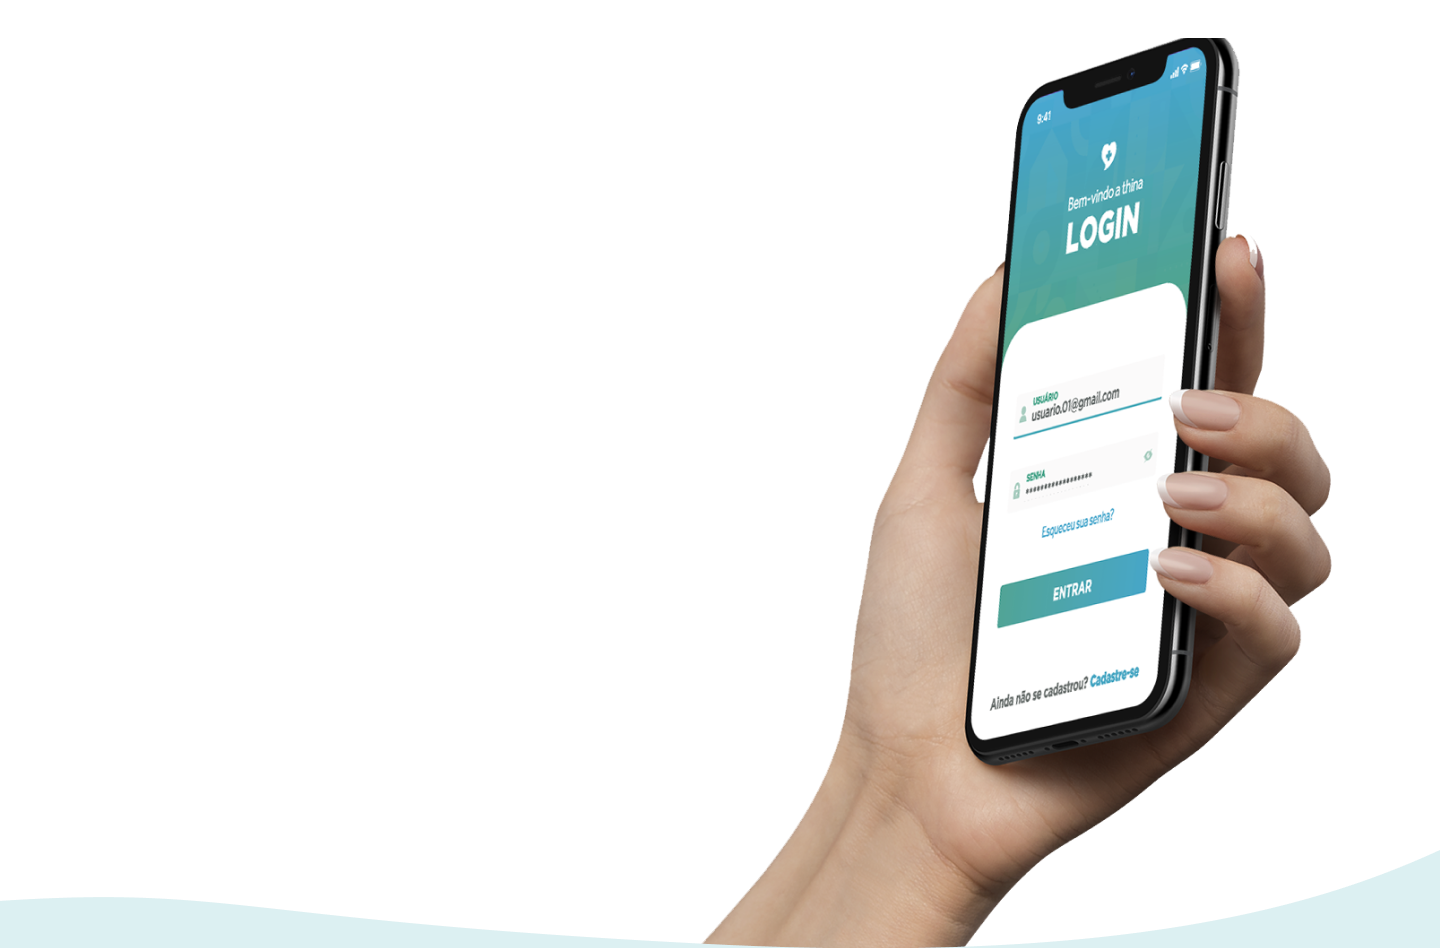 9:41
Bem-vindo a thina
LOGIN
USUÁRIO
usuario.01@gmail.com
SENHA
******************
Esqueceu sua senha?
ENTRAR
Ainda não se cadastrou? Cadastre-se